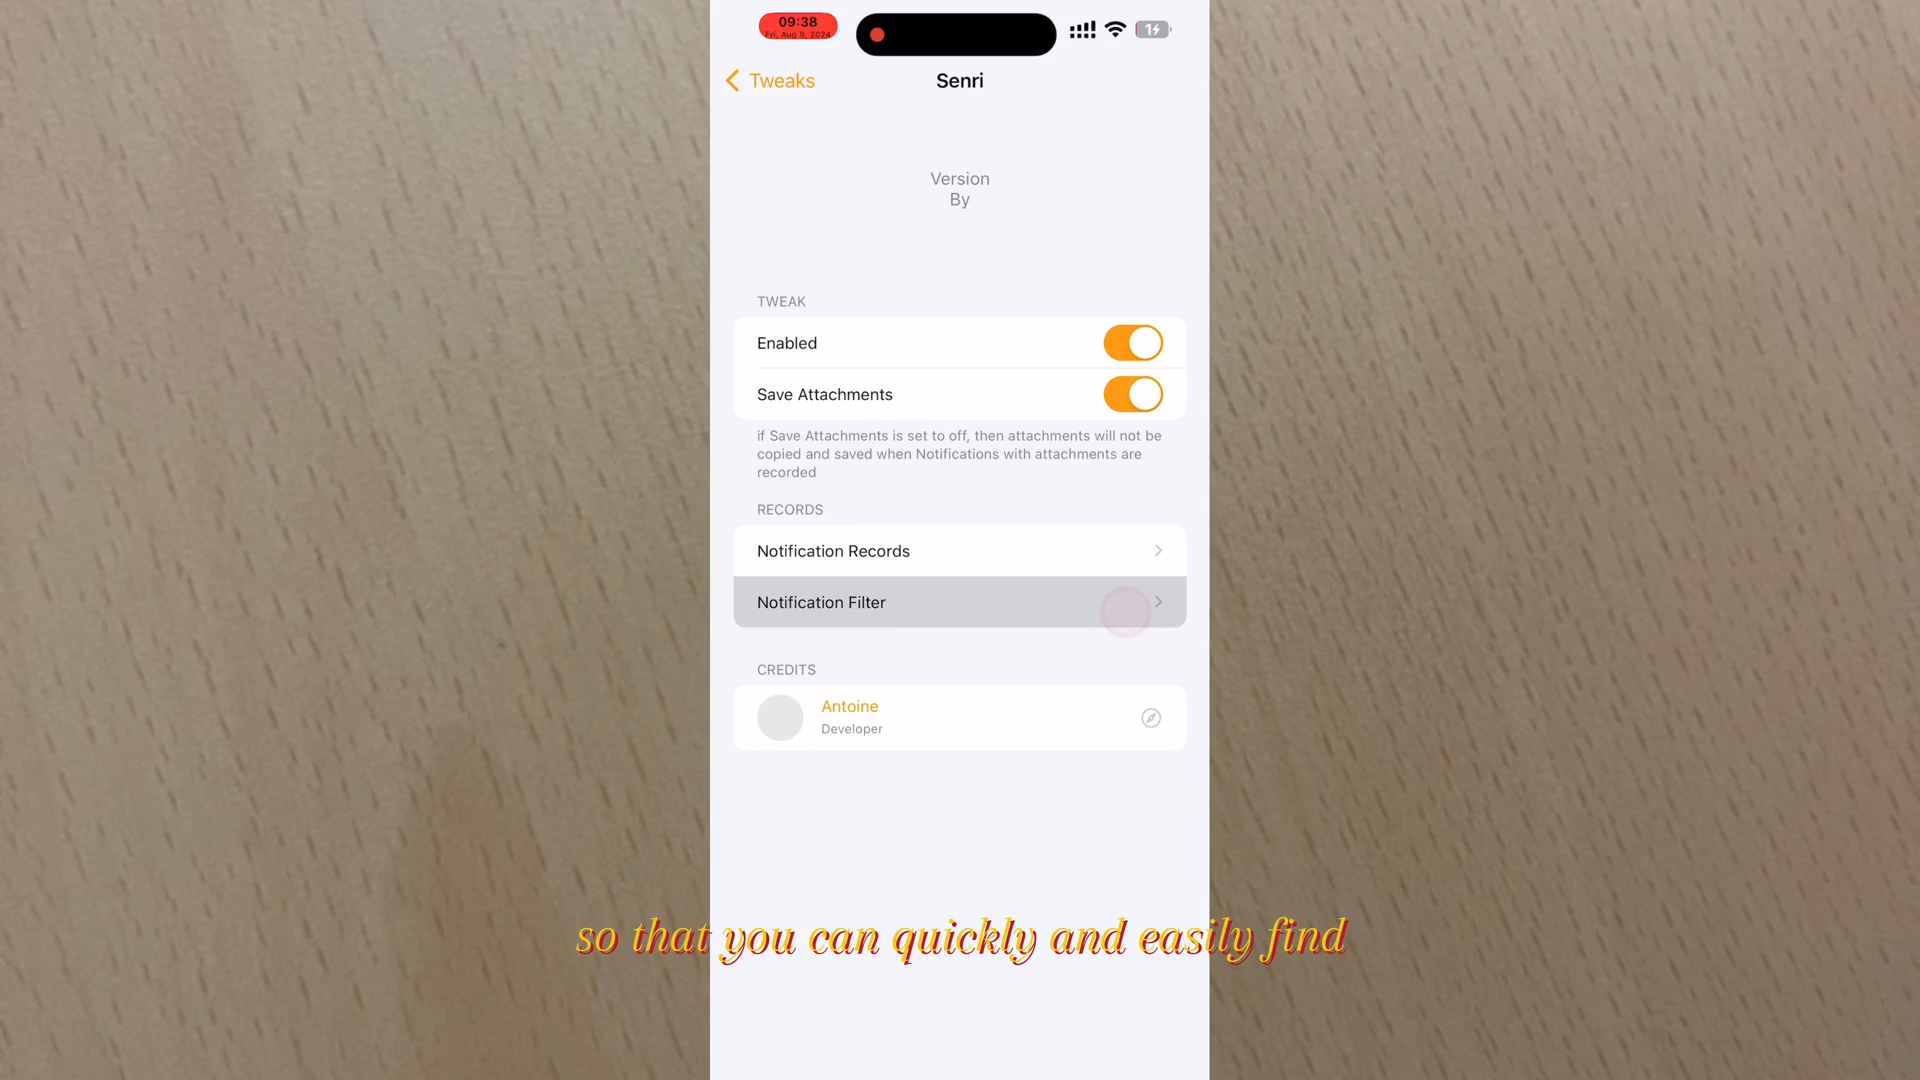 09:38
Fri, Aug 9, 2024
Tweaks
Senri
Version
By
TWEAK
Enabled
Save Attachments
if Save Attachments is set to off, then attachments will not be
copied and saved when Notifications with attachments are
recorded
RECORDS
Notification Records
Notification Filter
CREDITS
Antoine
Developer
so that you can quickly and easily find